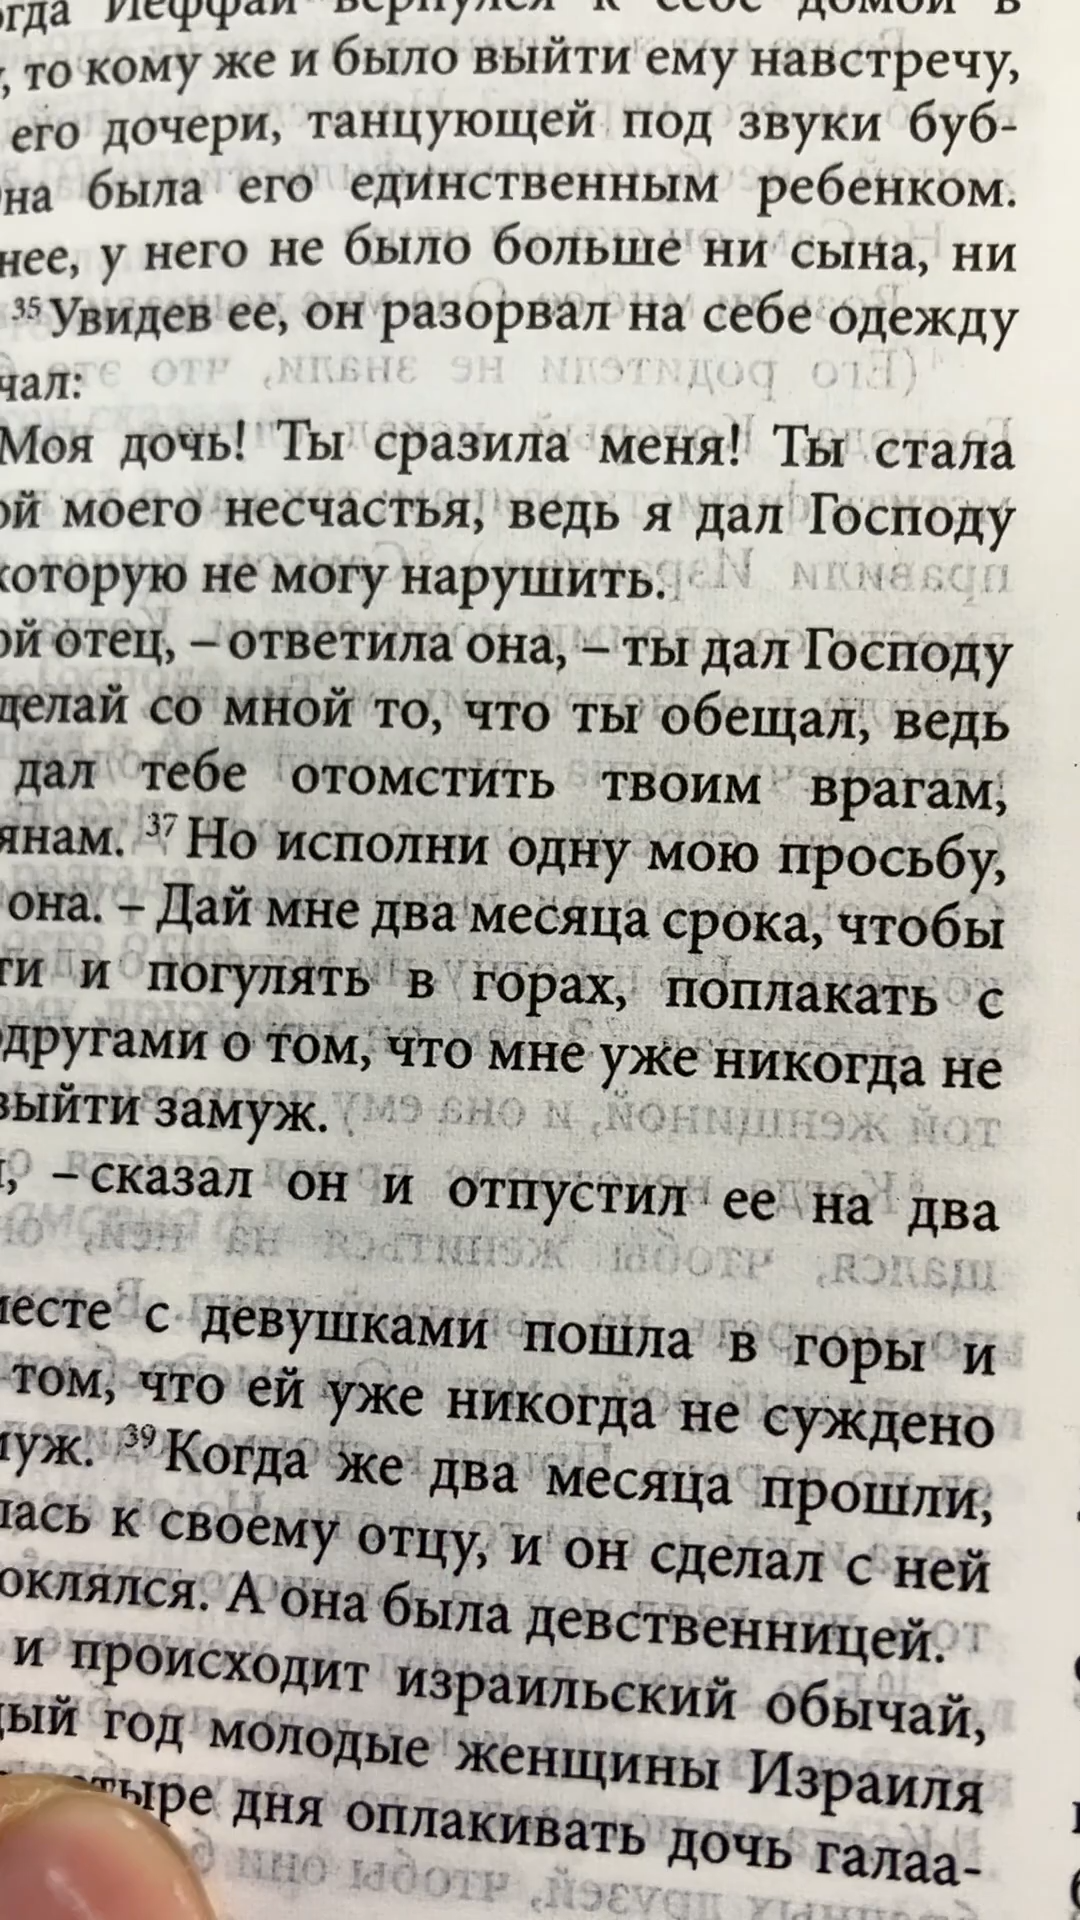 Иеффай вернулся к себе домой в
то кому же и было выйти ему навстречу,
его дочери, танцующей под звуки буб-
была его единственным ребенком.
у него не было больше ни сына, ни
35 Увидев ее, он разорвал на себе одежду
чал:
Моя дочь! Ты сразила меня! Ты стала
ой моего несчастья, ведь я дал Господу
которую не могу нарушить.
ой отец, – ответила она, – ты дал Господу
делай со мной то, что ты обещал, ведь
дал тебе отомстить твоим врагам,
янам. 37 Но исполни одну мою просьбу,
она. – Дай мне два месяца срока, чтобы
ти и погулять в горах, поплакать с
одругами о том, что мне уже никогда не
выйти замуж.
– сказал он и отпустил ее на два
месте с девушками пошла в горы и
том, что ей уже никогда не суждено
муж. 39 Когда же два месяца прошли,
лась к своему отцу, и он сделал с ней
оклялся. А она была девственницей.
и происходит израильский обычай,
дый год молодые женщины Израиля
тыре дня оплакивать дочь галаа-